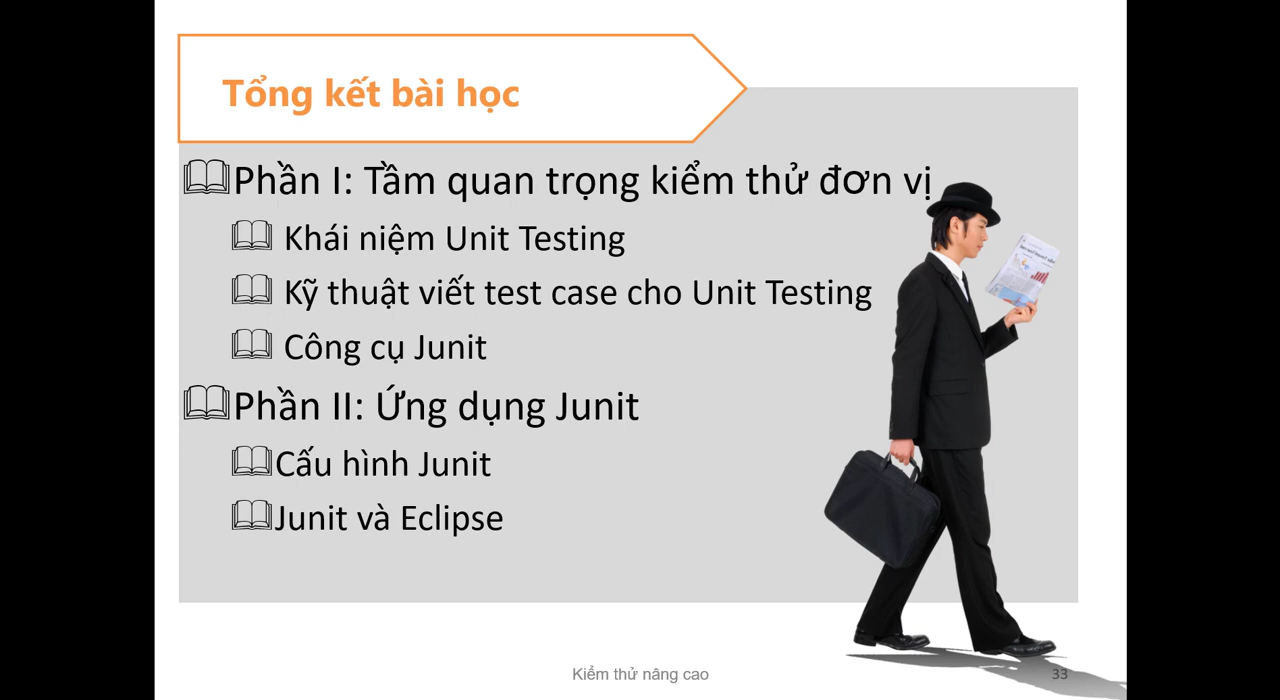 Tổng kết bài học
Phần I: Tầm quan trọng kiểm thử đơn vị
Khái niệm Unit Testing
Kỹ thuật viết test case cho Unit Testing
Công cụ Junit
Phần II: Ứng dụng Junit
Cấu hình Junit
Junit và Eclipse
Kiểm thử nâng cao
33